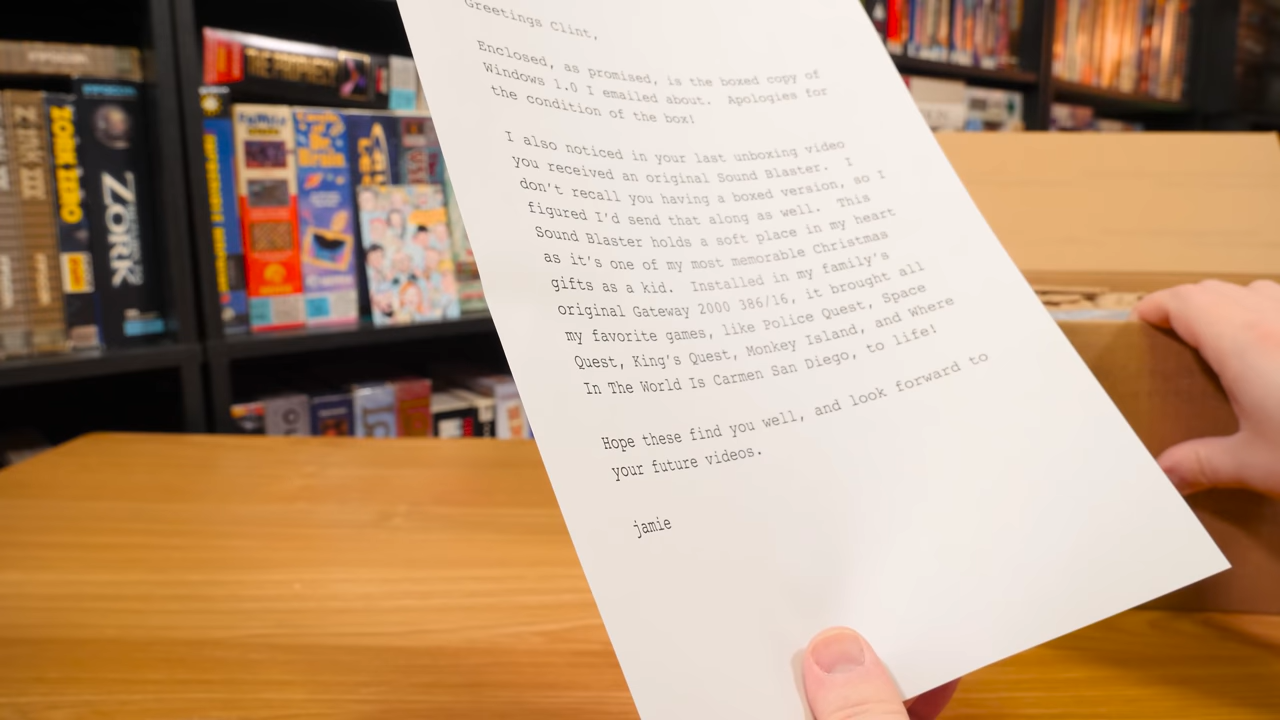 Greetings Clint,
Enclosed, as promised, is the boxed copy of
Windows 1.0 I emailed about.  Apologies for
the condition of the box!
I also noticed in your last unboxing video
you received an original Sound Blaster.  I
don't recall you having a boxed version, so I
figured I'd send that along as well.  This
Sound Blaster holds a soft place in my heart
as it's one of my most memorable Christmas
gifts as a kid.  Installed in my family's
original Gateway 2000 386/16, it brought all
my favorite games, like Police Quest, Space
Quest, King's Quest, Monkey Island, and Where
In The World Is Carmen San Diego, to life!
Hope these find you well, and look forward to
your future videos.
jamie
ZORK ZERO
ZORK